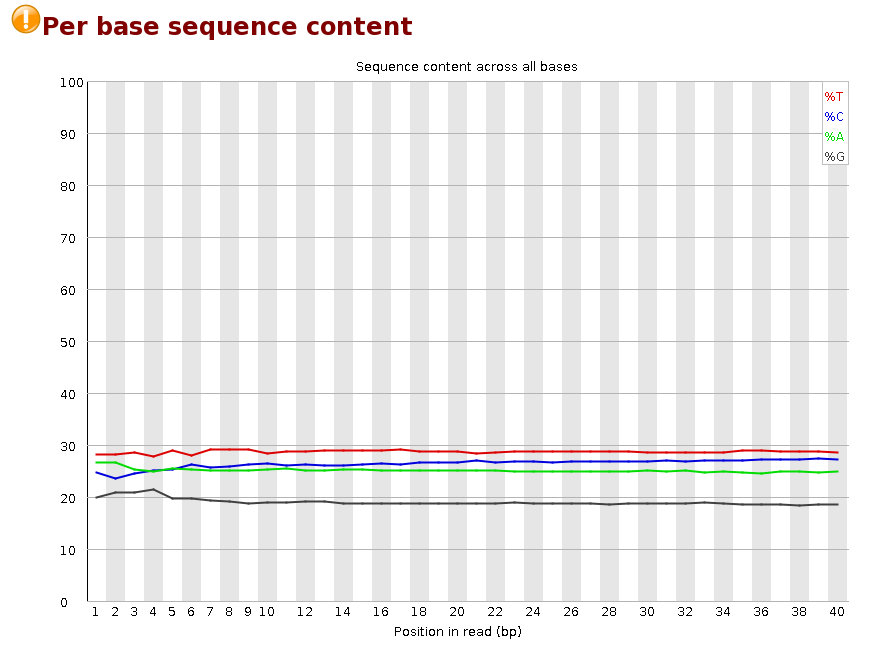 Per base sequence content
Sequence content across all bases
%T
%C
%A
%G
100
90
80
70
60
50
40
30
20
10
0
1 2 3 4 5 6 7 8 9 10 12 14 16 18 20 22 24 26 28 30 32 34 36 38 40
Position in read (bp)